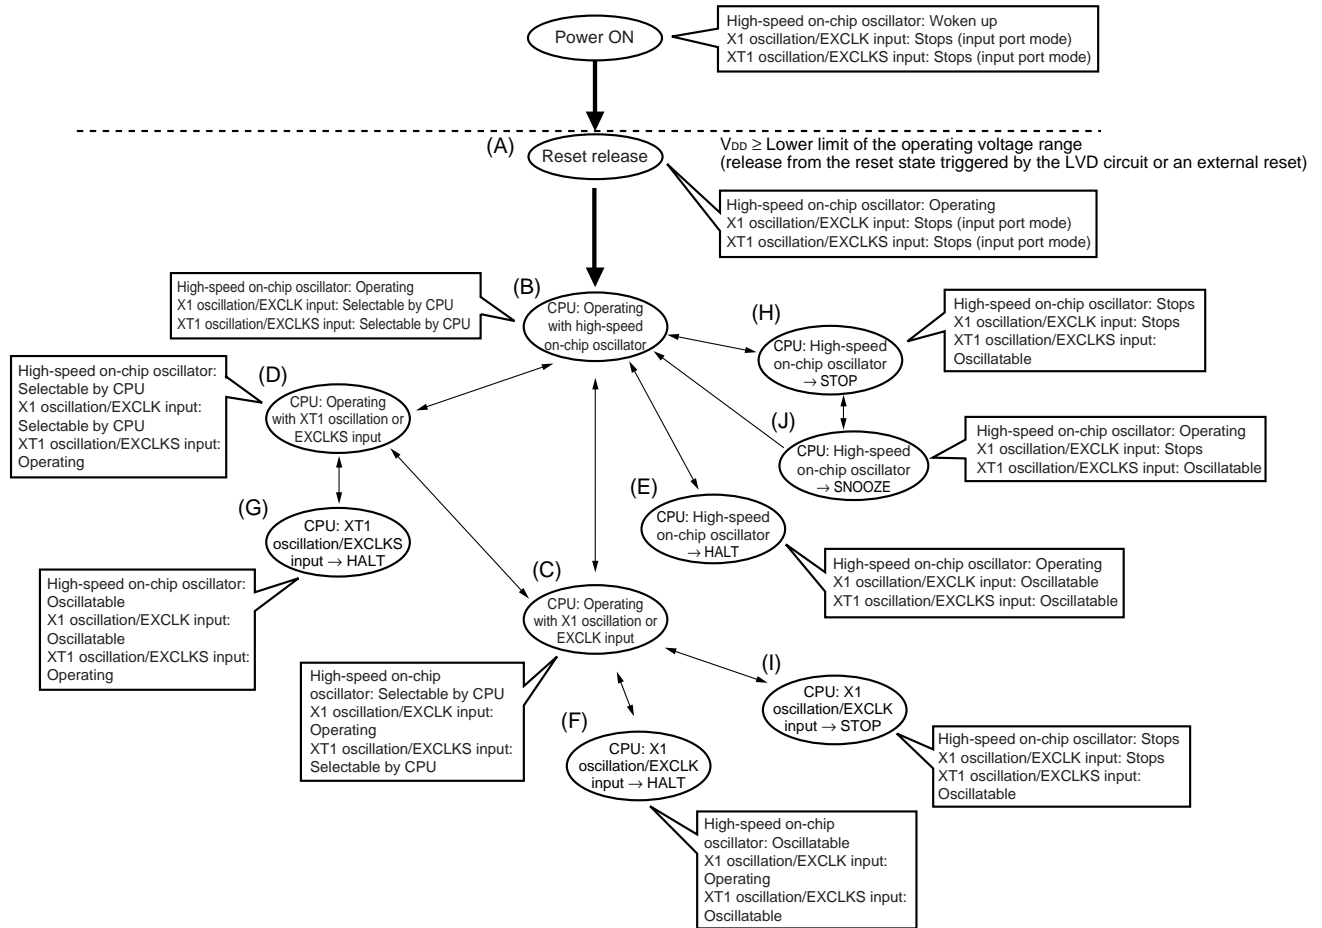 Power ON
High-speed on-chip oscillator: Woken up
X1 oscillation/EXCLK input: Stops (input port mode)
XT1 oscillation/EXCLKS input: Stops (input port mode)
(A)
Reset release
VDD ≥ Lower limit of the operating voltage range
(release from the reset state triggered by the LVD circuit or an external reset)
High-speed on-chip oscillator: Operating
X1 oscillation/EXCLK input: Stops (input port mode)
XT1 oscillation/EXCLKS input: Stops (input port mode)
High-speed on-chip oscillator: Operating
X1 oscillation/EXCLK input: Selectable by CPU
XT1 oscillation/EXCLKS input: Selectable by CPU
(B)
CPU: Operating
with high-speed
on-chip oscillator
(H)
CPU: High-speed
on-chip oscillator
→ STOP
High-speed on-chip oscillator: Stops
X1 oscillation/EXCLK input: Stops
XT1 oscillation/EXCLKS input:
Oscillatable
High-speed on-chip oscillator:
Selectable by CPU
X1 oscillation/EXCLK input:
Selectable by CPU
XT1 oscillation/EXCLKS input:
Operating
(D)
CPU: Operating
with XT1 oscillation or
EXCLKS input
(J)
CPU: High-speed
on-chip oscillator
→ SNOOZE
High-speed on-chip oscillator: Operating
X1 oscillation/EXCLK input: Stops
XT1 oscillation/EXCLKS input: Oscillatable
(G)
CPU: XT1
oscillation/EXCLKS
input → HALT
(E)
CPU: High-speed
on-chip oscillator
→ HALT
High-speed on-chip oscillator: Operating
X1 oscillation/EXCLK input: Oscillatable
XT1 oscillation/EXCLKS input: Oscillatable
High-speed on-chip oscillator:
Oscillatable
X1 oscillation/EXCLK input:
Oscillatable
XT1 oscillation/EXCLKS input:
Operating
(C)
CPU: Operating
with X1 oscillation or
EXCLK input
High-speed on-chip
oscillator: Selectable by CPU
X1 oscillation/EXCLK input:
Operating
XT1 oscillation/EXCLKS input:
Selectable by CPU
(I)
CPU: X1
oscillation/EXCLK
input → STOP
High-speed on-chip oscillator: Stops
X1 oscillation/EXCLK input: Stops
XT1 oscillation/EXCLKS input:
Oscillatable
(F)
CPU: X1
oscillation/EXCLK
input → HALT
High-speed on-chip
oscillator: Oscillatable
X1 oscillation/EXCLK input:
Operating
XT1 oscillation/EXCLKS input:
Oscillatable